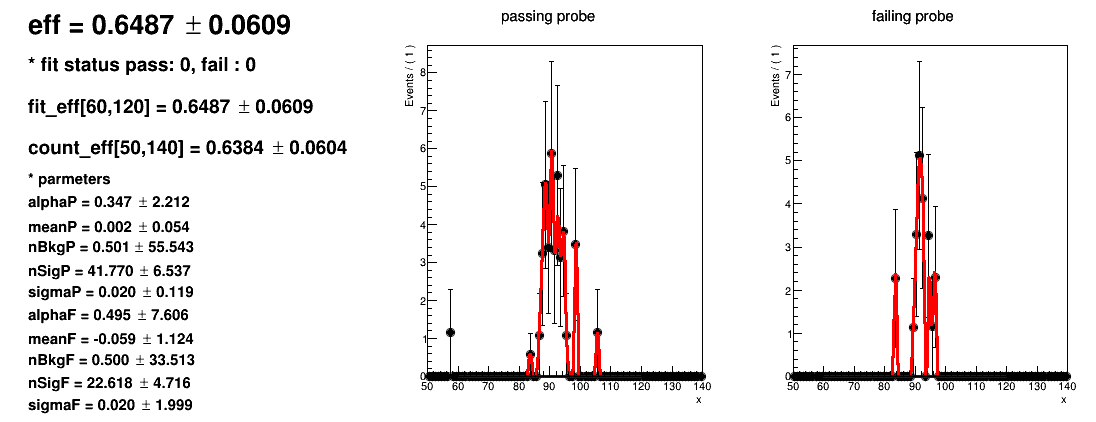 eff = 0.6487 ± 0.0609
* fit status pass: 0, fail : 0
fit_eff[60,120] = 0.6487 ± 0.0609
count_eff[50,140] = 0.6384 ± 0.0604
* parmeters
alphaP = 0.347 ± 2.212
meanP = 0.002 ± 0.054
nBkgP = 0.501 ± 55.543
nSigP = 41.770 ± 6.537
sigmaP = 0.020 ± 0.119
alphaF = 0.495 ± 7.606
meanF = -0.059 ± 1.124
nBkgF = 0.500 ± 33.513
nSigF = 22.618 ± 4.716
sigmaF = 0.020 ± 1.999
passing probe
Events / ( 1 )
8
7
6
5
4
3
2
1
0
50 60 70 80 90 100 110 120 130 140
x
failing probe
Events / ( 1 )
7
6
5
4
3
2
1
0
50 60 70 80 90 100 110 120 130 140
x